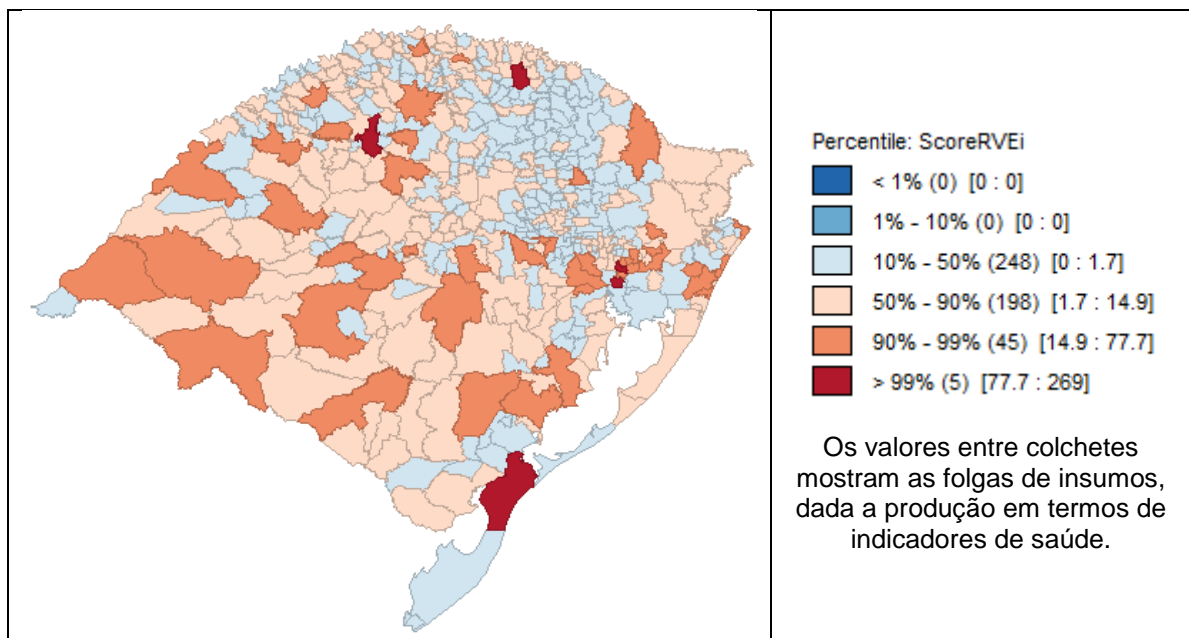 Percentile: ScoreRVEi
< 1% (0) [0 : 0]
1% - 10% (0) [0 : 0]
10% - 50% (248) [0 : 1.7]
50% - 90% (198) [1.7 : 14.9]
90% - 99% (45) [14.9 : 77.7]
> 99% (5) [77.7 : 269]
Os valores entre colchetes
mostram as folgas de insumos,
dada a produção em termos de
indicadores de saúde.